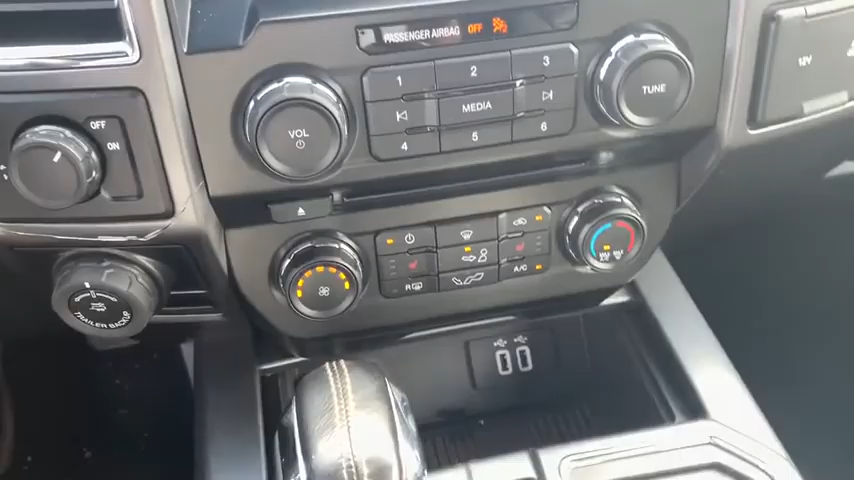 PASSENGER AIRBAG OFF
1 2 3
VOL
MEDIA
TUNE
12V
4 5 6
OFF
ON
R
A/C
TRAILER BACKUP